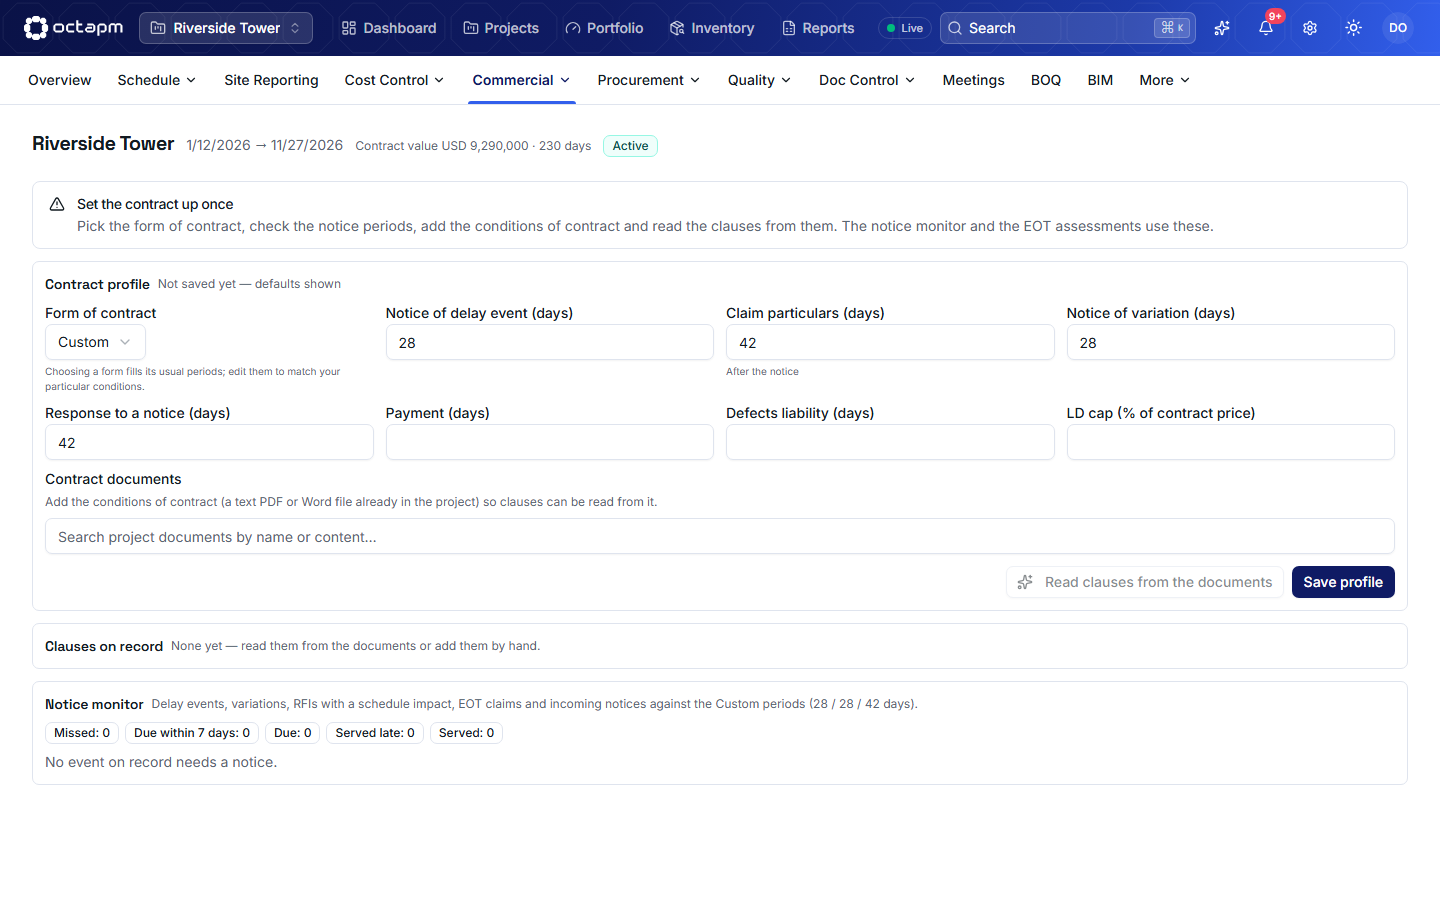 octapm
Riverside Tower
Dashboard
Projects
Portfolio
Inventory
Reports
Live
Search
⌘ K
9+
DO
Overview
Schedule
Site Reporting
Cost Control
Commercial
Procurement
Quality
Doc Control
Meetings
BOQ
BIM
More
Riverside Tower 1/12/2026 → 11/27/2026 Contract value USD 9,290,000 · 230 days Active
Set the contract up once
Pick the form of contract, check the notice periods, add the conditions of contract and read the clauses from them. The notice monitor and the EOT assessments use these.
Contract profile Not saved yet — defaults shown
Form of contract
Custom
Choosing a form fills its usual periods; edit them to match your
particular conditions.
Notice of delay event (days)
28
Claim particulars (days)
42
After the notice
Notice of variation (days)
28
Response to a notice (days)
42
Payment (days)
Defects liability (days)
LD cap (% of contract price)
Contract documents
Add the conditions of contract (a text PDF or Word file already in the project) so clauses can be read from it.
Search project documents by name or content...
Read clauses from the documents
Save profile
Clauses on record None yet — read them from the documents or add them by hand.
Notice monitor Delay events, variations, RFIs with a schedule impact, EOT claims and incoming notices against the Custom periods (28 / 28 / 42 days).
Missed: 0
Due within 7 days: 0
Due: 0
Served late: 0
Served: 0
No event on record needs a notice.